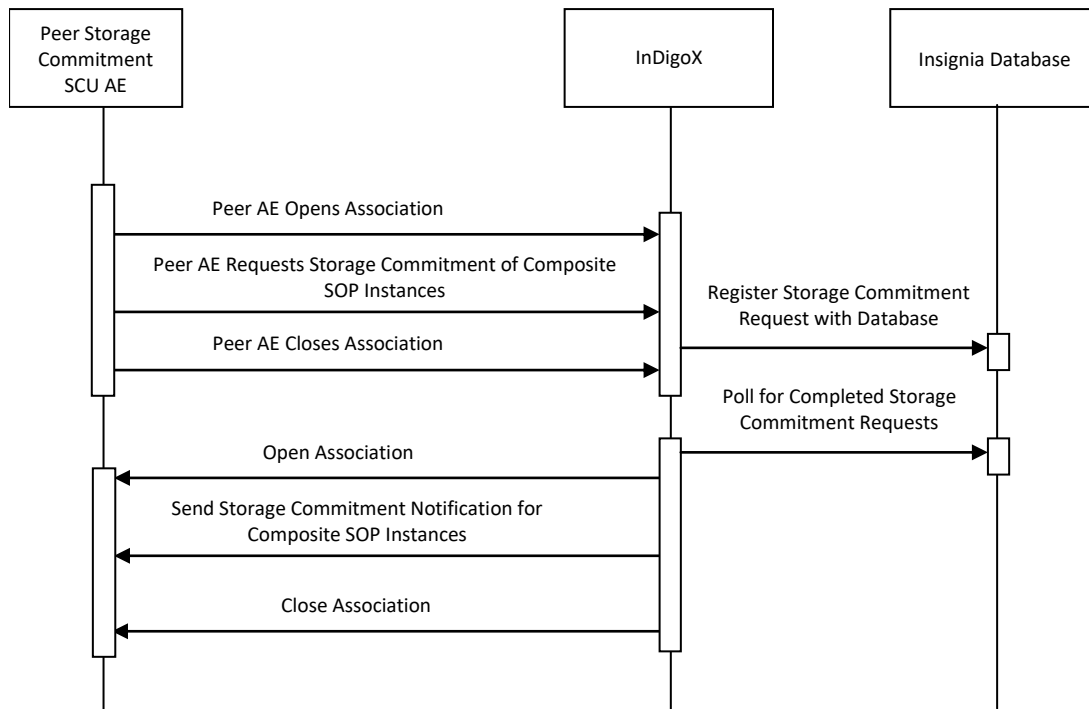 Peer Storage
Commitment
SCU AE
InDigoX
Insignia Database
Peer AE Opens Association
Peer AE Requests Storage Commitment of Composite
SOP Instances
Register Storage Commitment
Request with Database
Peer AE Closes Association
Poll for Completed Storage
Commitment Requests
Open Association
Send Storage Commitment Notification for
Composite SOP Instances
Close Association